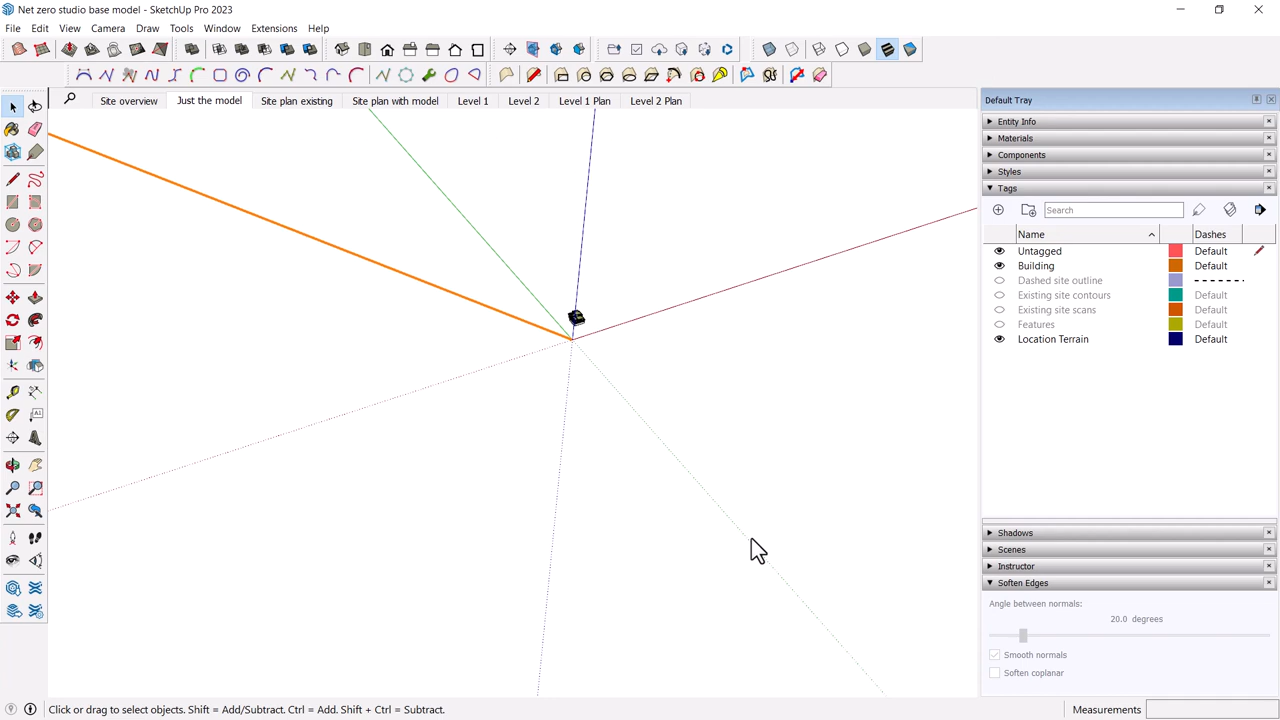 Net zero studio base model - SketchUp Pro 2023
File Edit View Camera Draw Tools Window Extensions Help
Site overview Just the model Site plan existing Site plan with model Level 1 Level 2 Level 1 Plan Level 2 Plan
Default Tray
Entity Info
Materials
Components
Styles
Tags
Search
Name Dashes
Untagged Default
Building Default
Dashed site outline
Existing site contours Default
Existing site scans Default
Features Default
Location Terrain Default
Shadows
Scenes
Instructor
Soften Edges
Angle between normals:
20.0 degrees
Smooth normals
Soften coplanar
Click or drag to select objects. Shift = Add/Subtract. Ctrl = Add. Shift + Ctrl = Subtract. Measurements